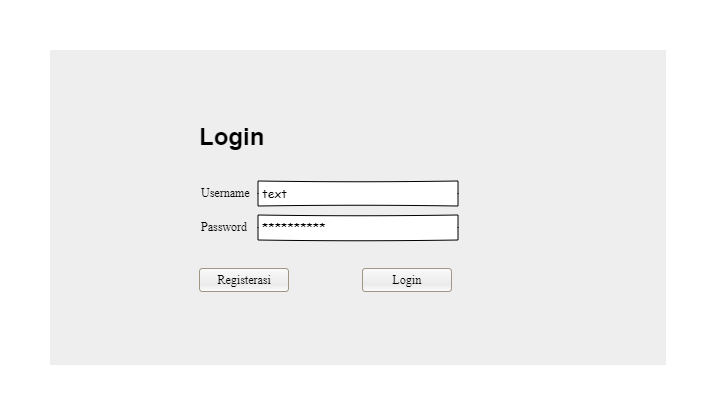 Login
Username text
Password **********
Registerasi Login